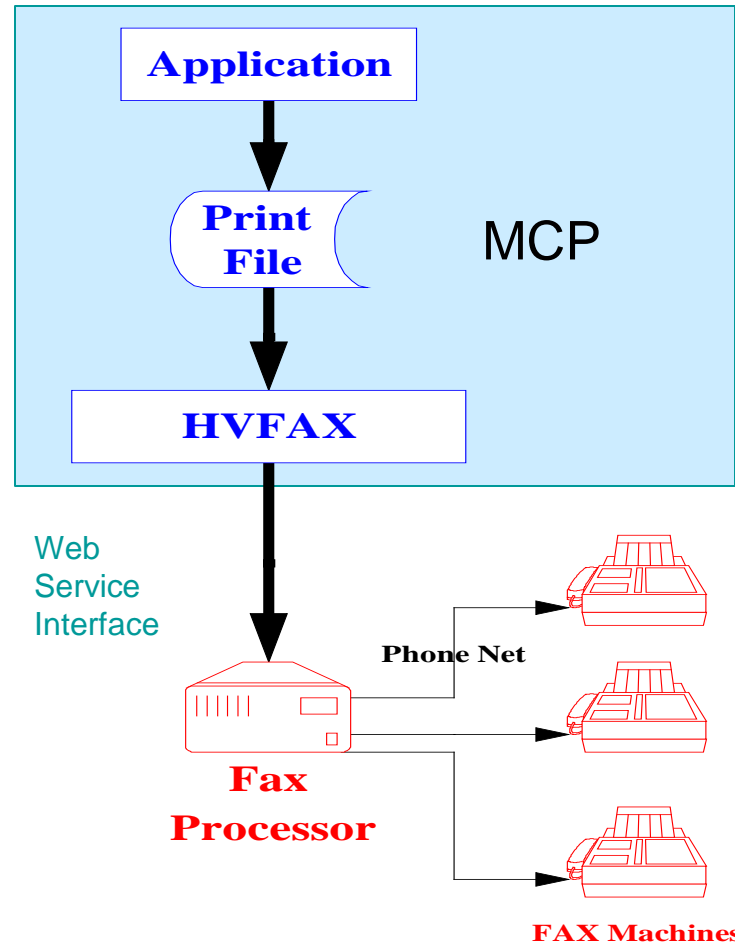 Application
Print
File
MCP
HVFAX
Web
Service
Interface
Phone Net
Fax
Processor
FAX Machines